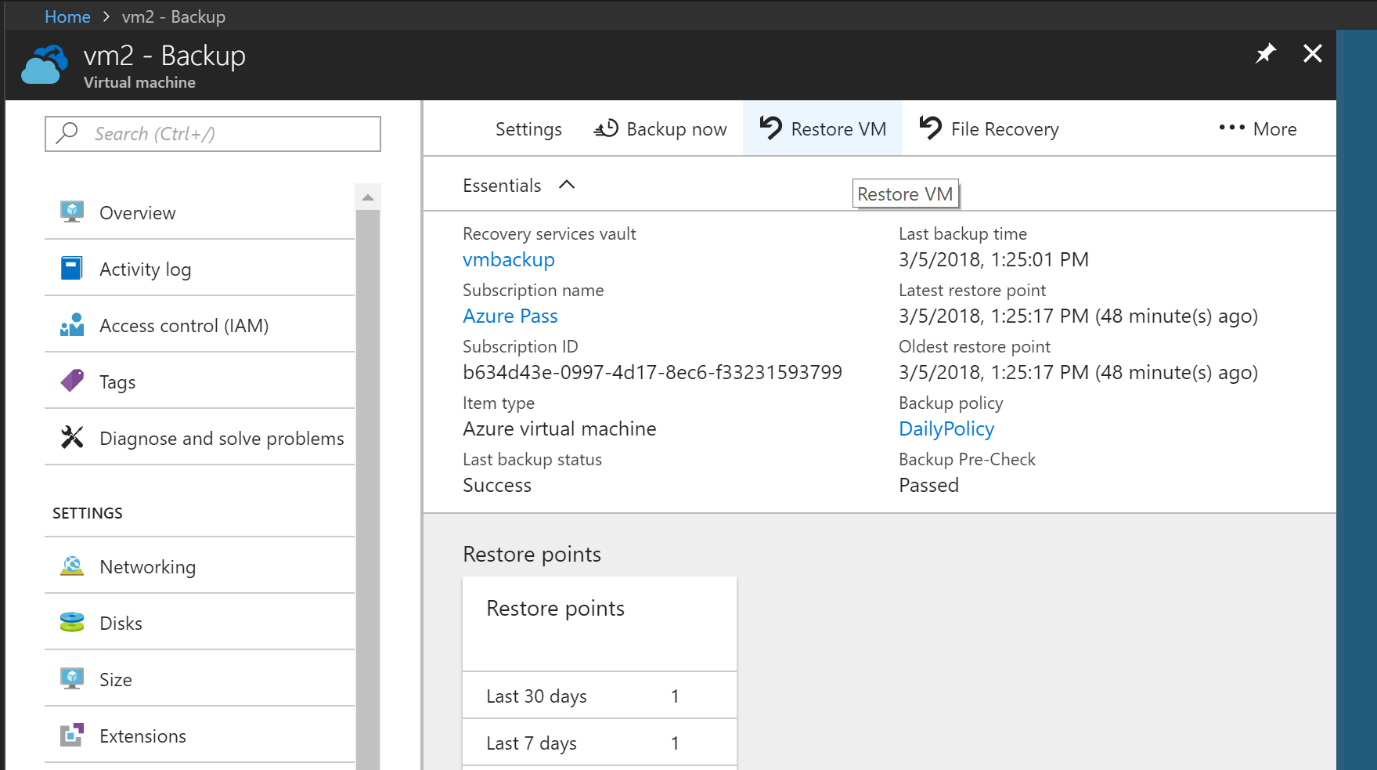 Home > vm2 - Backup
vm2 - Backup
Virtual machine
Search (Ctrl+/)
Overview
Activity log
Access control (IAM)
Tags
Diagnose and solve problems
SETTINGS
Networking
Disks
Size
Extensions
Settings Backup now Restore VM File Recovery ••• More
Essentials
Restore VM
Recovery services vault
vmbackup
Subscription name
Azure Pass
Subscription ID
b634d43e-0997-4d17-8ec6-f33231593799
Item type
Azure virtual machine
Last backup status
Success
Last backup time
3/5/2018, 1:25:01 PM
Latest restore point
3/5/2018, 1:25:17 PM (48 minute(s) ago)
Oldest restore point
3/5/2018, 1:25:17 PM (48 minute(s) ago)
Backup policy
DailyPolicy
Backup Pre-Check
Passed
Restore points
Restore points
Last 30 days 1
Last 7 days 1